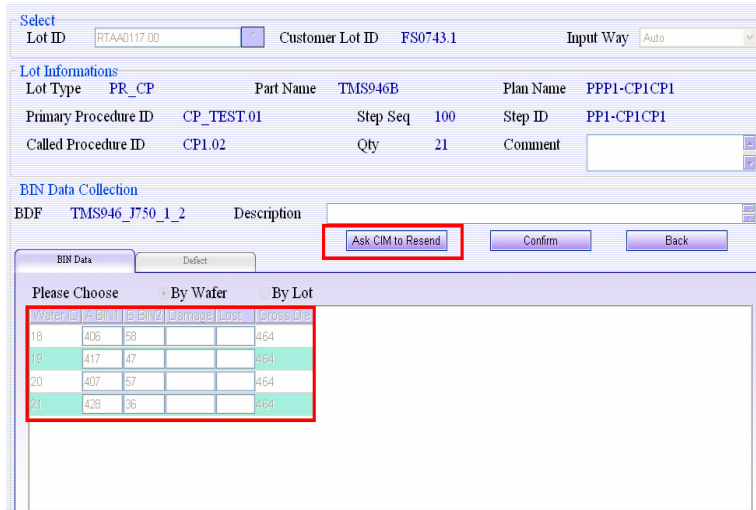 Select
Lot ID RTAA0117.00 Customer Lot ID FS0743.1 Input Way Auto
Lot Informations
Lot Type PR_CP Part Name TMS946B Plan Name PPP1-CP1CP1
Primary Procedure ID CP_TEST.01 Step Seq 100 Step ID PP1-CP1CP1
Called Procedure ID CP1.02 Qty 21 Comment
BIN Data Collection
BDF TMS946_J750_1_2 Description
Ask CIM to Resend Confirm Back
BIN Data Defect
Please Choose By Wafer By Lot
Wafer ID A BIN1 B BIN2 Damage Lost Gross Die
18 406 58 464
19 417 47 464
20 407 57 464
21 428 36 464